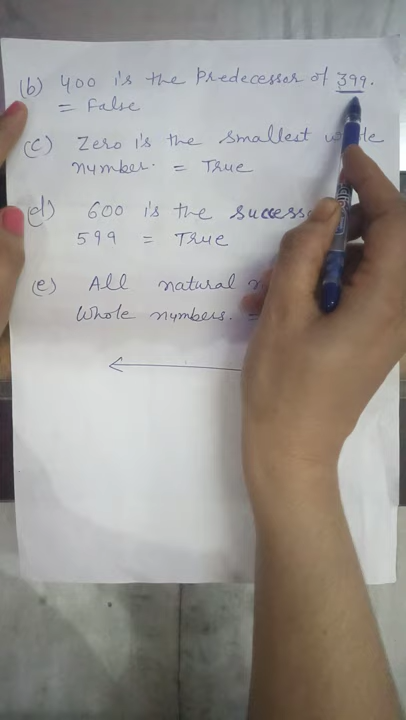 (b) 400 is the Predecessor of 399.
= False
(c) Zero is the smallest
number. = True
(d) 600 is the
599 = True
(e) All natural
Whole numbers. =